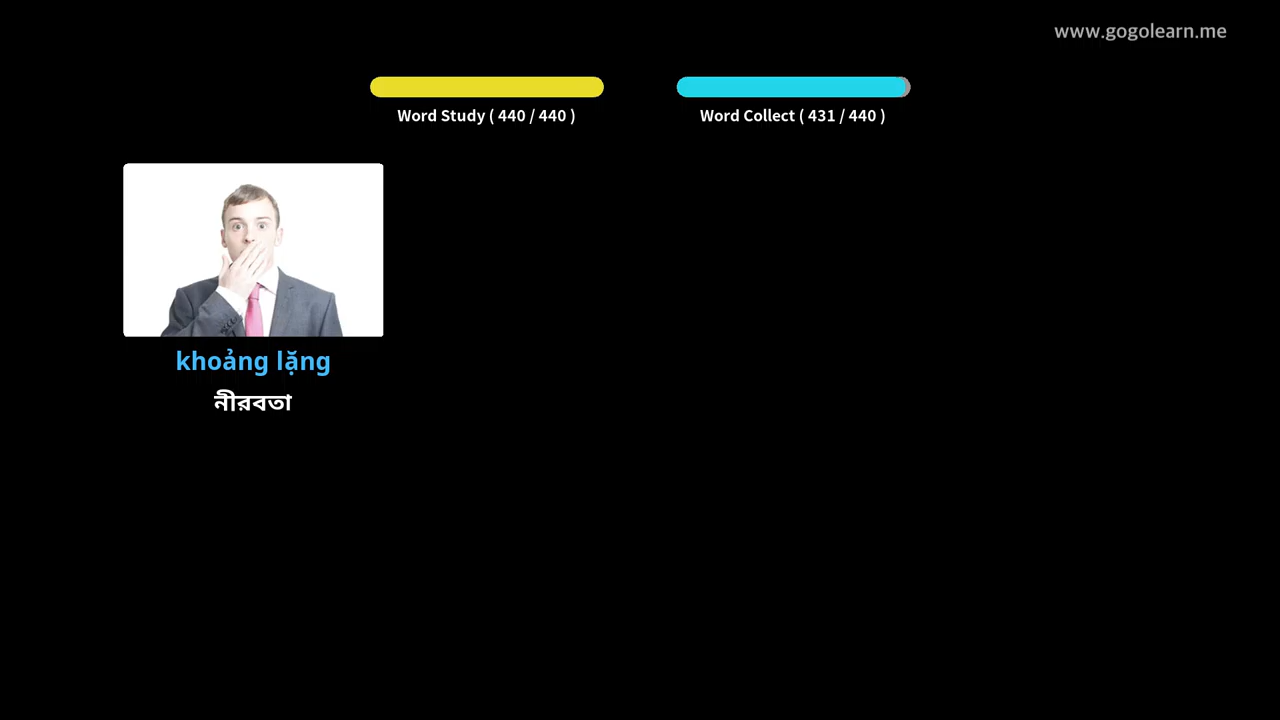 www.gogolearn.me
Word Study ( 440 / 440 )
Word Collect ( 431 / 440 )
khoảng lặng
নীরবতা